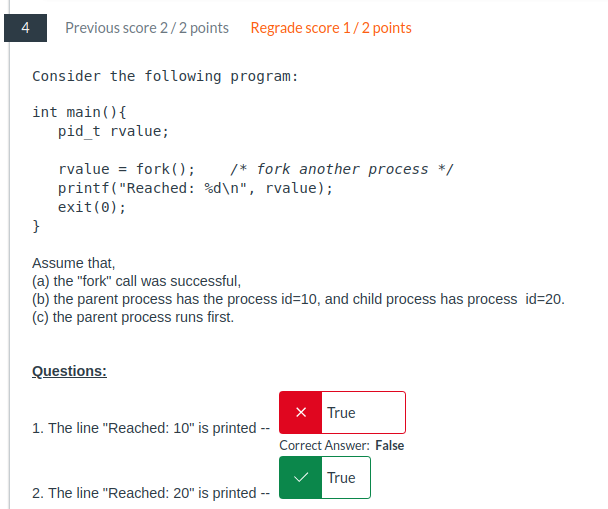 4 Previous score 2 / 2 points Regrade score 1 / 2 points
Consider the following program:
int main(){
pid_t rvalue;
rvalue = fork(); /* fork another process */
printf("Reached: %d\n", rvalue);
exit(0);
}
Assume that,
(a) the "fork" call was successful,
(b) the parent process has the process id=10, and child process has process id=20.
(c) the parent process runs first.
Questions:
1. The line "Reached: 10" is printed -- True
Correct Answer: False
2. The line "Reached: 20" is printed -- True